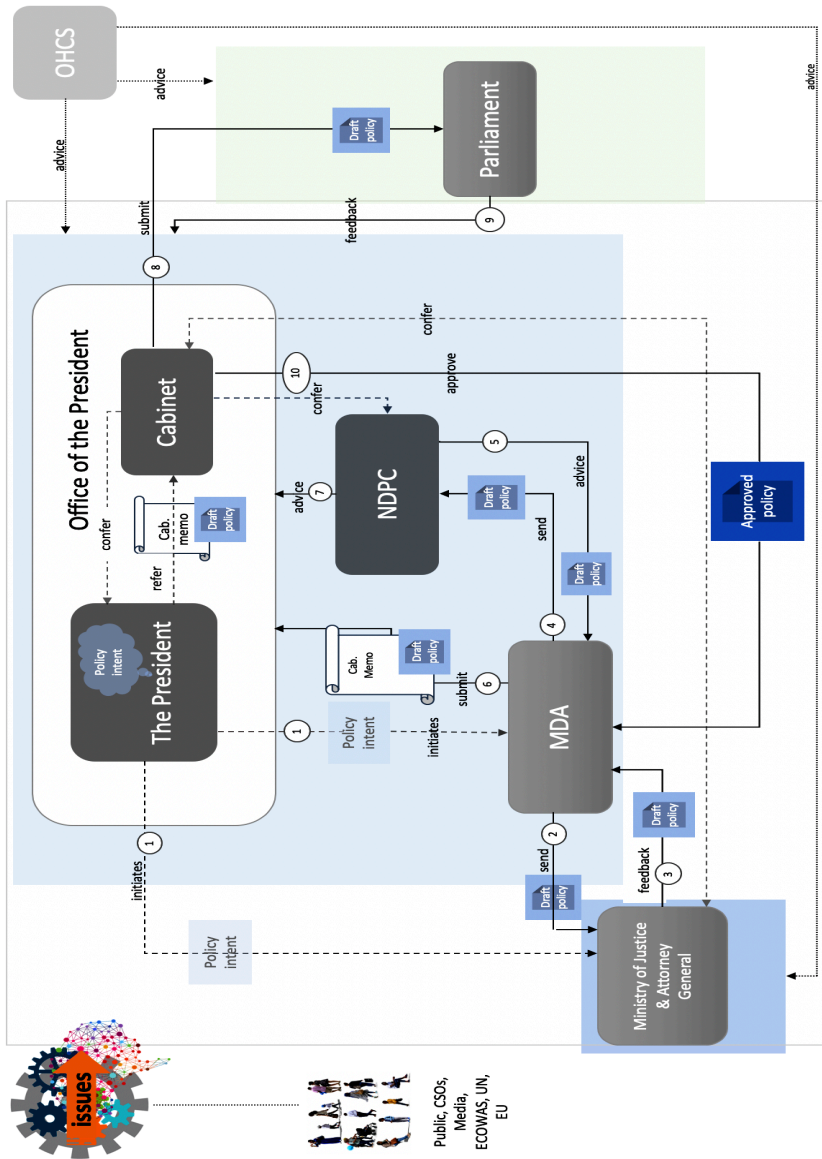 issues
Office of the President
OHCS
advice
Policy
intent
The President
confer
refer
Cab.
memo
Draft
policy
Cabinet
initiates
1
8
submit
advice
Policy
intent
1
Policy
intent
initiates
Cab.
Memo
Draft
policy
submit
6
advice
7
confer
10
approve
feedback
9
Draft
policy
Parliament
confer
NDPC
5
advice
Draft
policy
send
4
Draft
policy
MDA
send
2
Draft
policy
feedback
3
Draft
policy
Ministry of Justice
& Attorney
General
Approved
policy
advice
Public, CSOs,
Media,
ECOWAS, UN,
EU